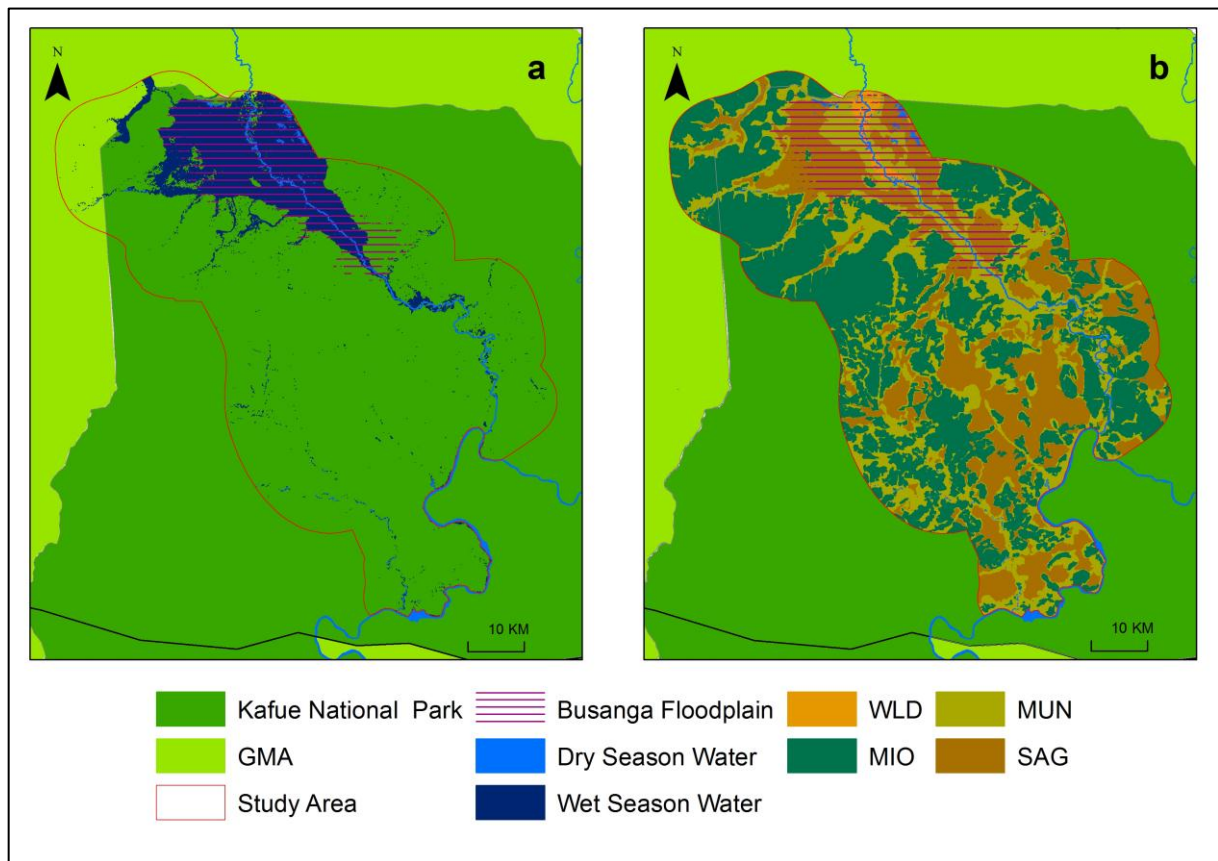 N
a
10 KM
N
b
10 KM
Kafue National Park
Busanga Floodplain
WLD
MUN
GMA
Dry Season Water
MIO
SAG
Study Area
Wet Season Water